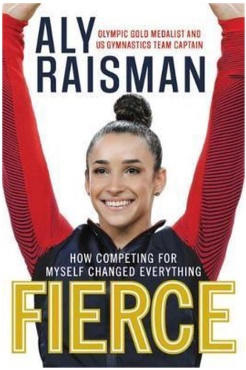 ALY
OLYMPIC GOLD MEDALIST AND
US GYMNASTICS TEAM CAPTAIN
RAISMAN
HOW COMPETING FOR
MYSELF CHANGED EVERYTHING
FIERCE